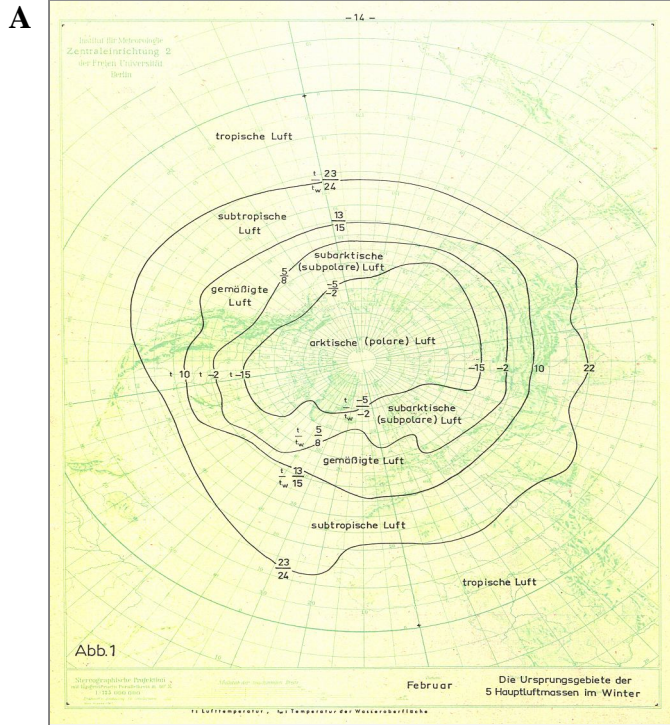 A
– 14 –
Institut für Meteorologie
Zentraleinrichtung 2
der Freien Universität
Berlin
tropische Luft
t 23
tw 24
subtropische
Luft
13
15
subarktische
(subpolare) Luft
5
8
-5
-2
gemäßigte
Luft
arktische (polare) Luft
t 10 t -2 t -15
-15 -2 10 22
t -5
tw -2
subarktische
(subpolare) Luft
t 5
tw 8
gemäßigte Luft
t 13
tw 15
subtropische Luft
23
24
tropische Luft
Abb.1
Stereographische Projektion
Februar
Die Ursprungsgebiete der
5 Hauptluftmassen im Winter
t: Lufttemperatur , tw: Temperatur der Wasseroberfläche